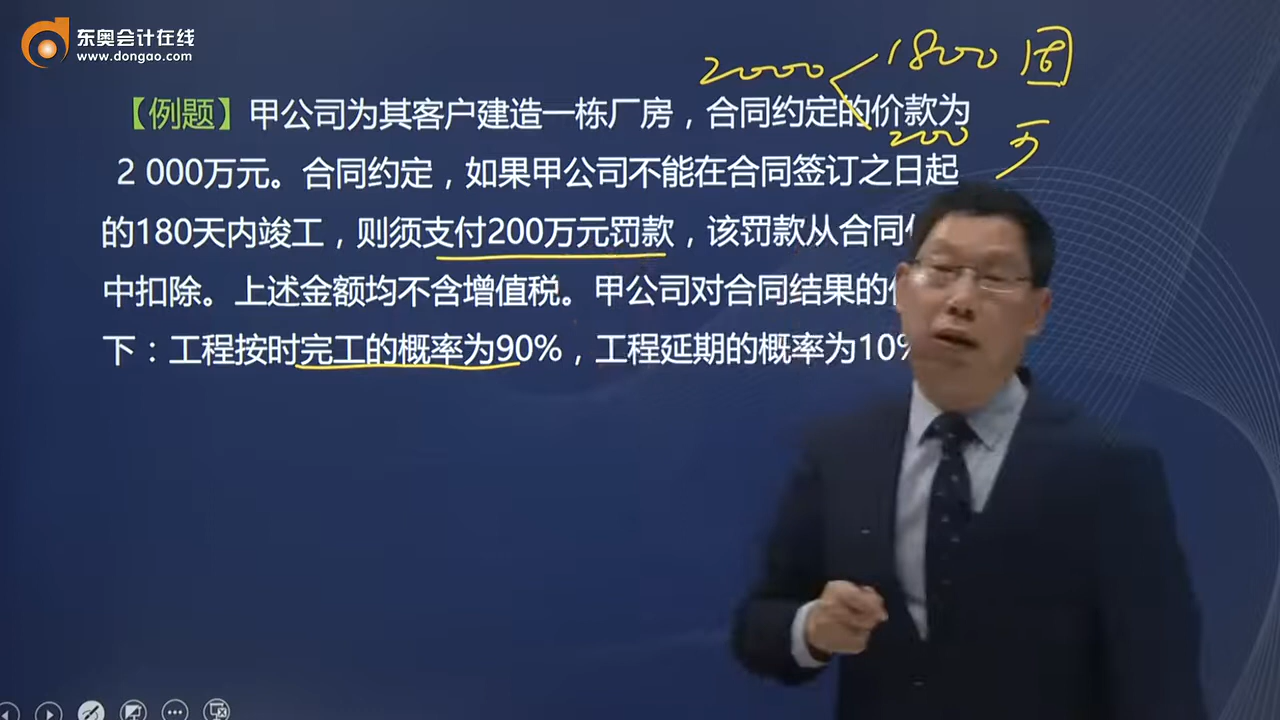 东奥会计在线
www.dongao.com
2000 1800 固
200 可
【例题】甲公司为其客户建造一栋厂房，合同约定的价款为
2 000万元。合同约定，如果甲公司不能在合同签订之日起
的180天内竣工，则须支付200万元罚款，该罚款从合同
中扣除。上述金额均不含增值税。甲公司对合同结果的
下：工程按时完工的概率为90%，工程延期的概率为10%